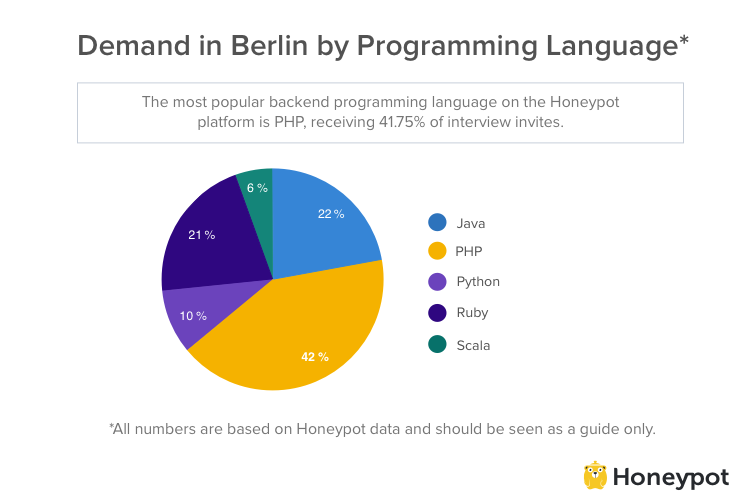 Demand in Berlin by Programming Language*
The most popular backend programming language on the Honeypot
platform is PHP, receiving 41.75% of interview invites.
6 %
22 %
21 %
10 %
42 %
Java
PHP
Python
Ruby
Scala
*All numbers are based on Honeypot data and should be seen as a guide only.
Honeypot